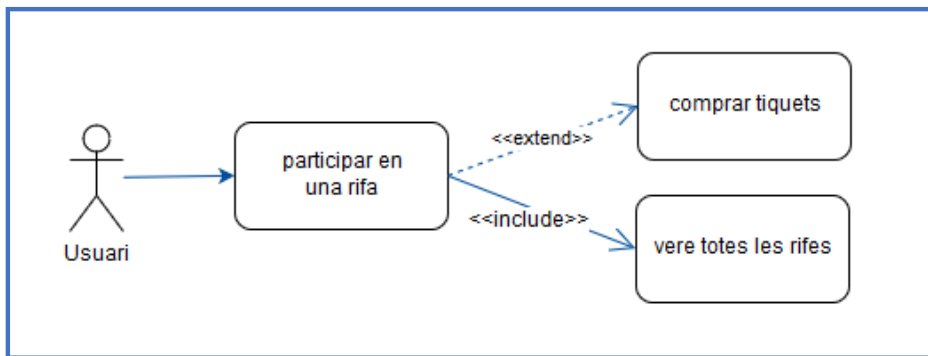 comprar tiquets
<<extend>>
participar en
una rifa
<<include>>
Usuari
vere totes les rifes